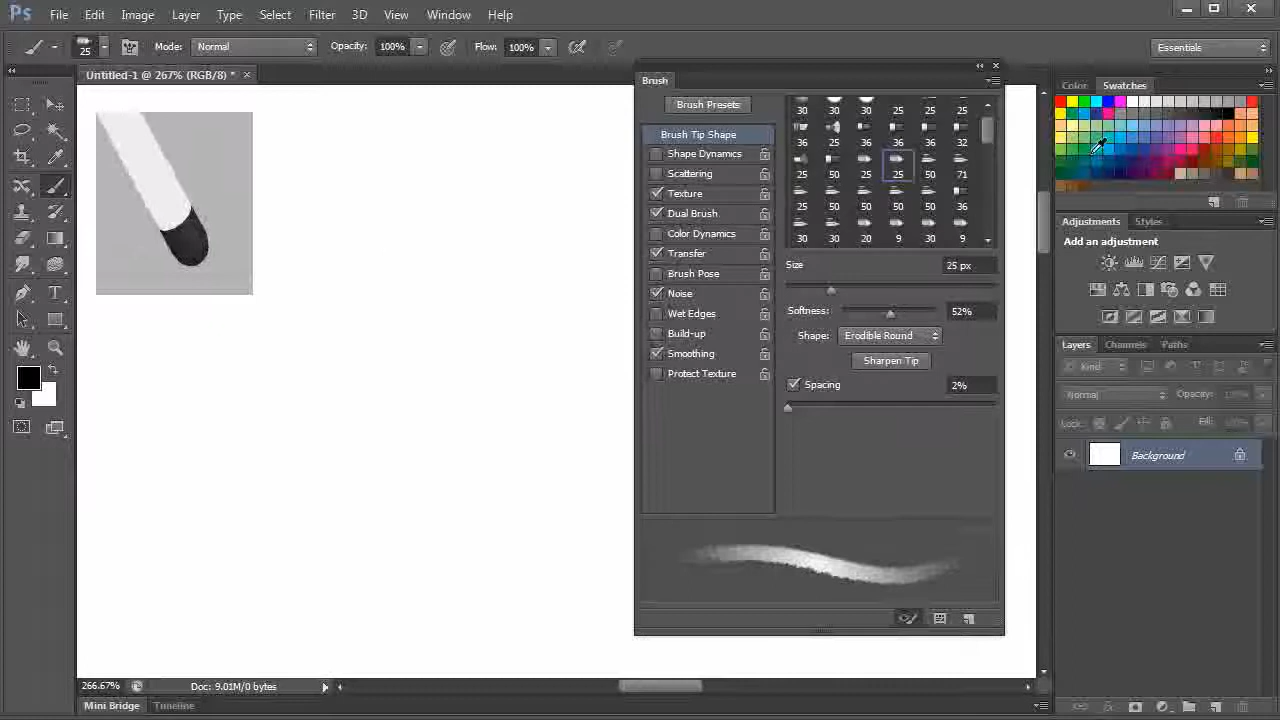 Ps File Edit Image Layer Type Select Filter 3D View Window Help
25 Mode: Normal Opacity: 100% Flow: 100% Essentials
Untitled-1 @ 267% (RGB/8) *
Brush
Brush Presets
Brush Tip Shape
Shape Dynamics
Scattering
Texture
Dual Brush
Color Dynamics
Transfer
Brush Pose
Noise
Wet Edges
Build-up
Smoothing
Protect Texture
30 30 30 25 25 25
36 25 36 36 36 32
25 50 25 25 50 71
25 50 50 50 50 36
30 30 20 9 30 9
Size 25 px
Softness: 52%
Shape: Erodible Round
Sharpen Tip
Spacing 2%
Color Swatches
Adjustments Styles
Add an adjustment
Layers Channels Paths
Kind
Normal Opacity: 100%
Lock: Fill:
Background
266.67% Doc: 9.01M/0 bytes
Mini Bridge Timeline